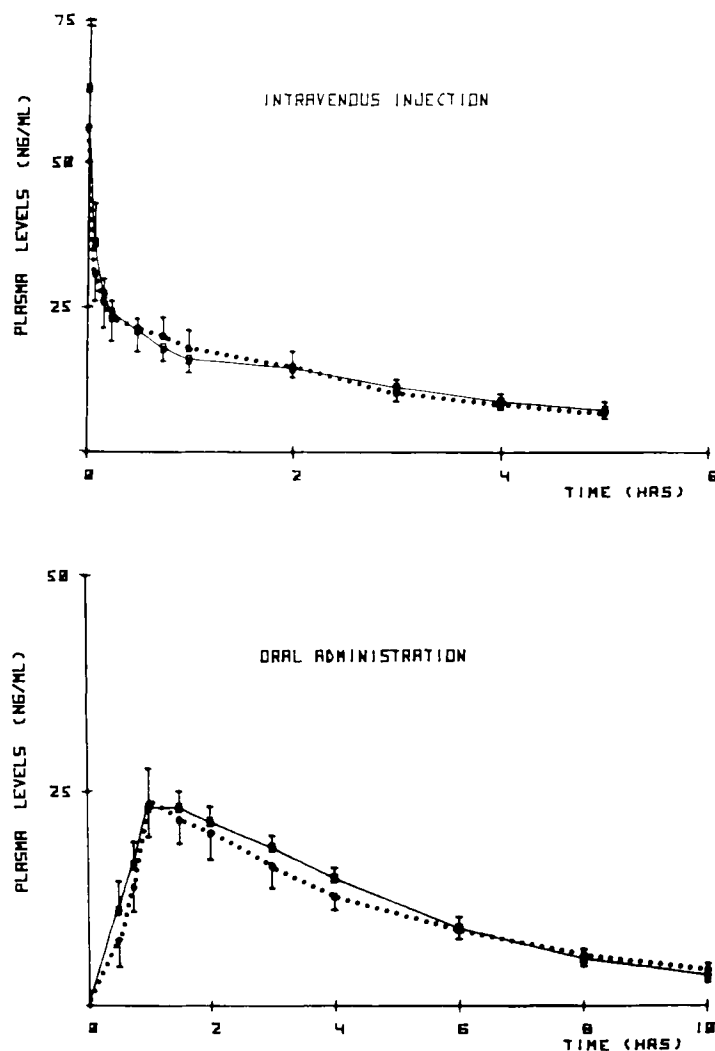 75
50
25
PLASMA LEVELS (NG/ML)
INTRAVENOUS INJECTION
0 2 4 6
TIME (HRS)
50
25
PLASMA LEVELS (NG/ML)
ORAL ADMINISTRATION
0 2 4 6 8 10
TIME (HRS)